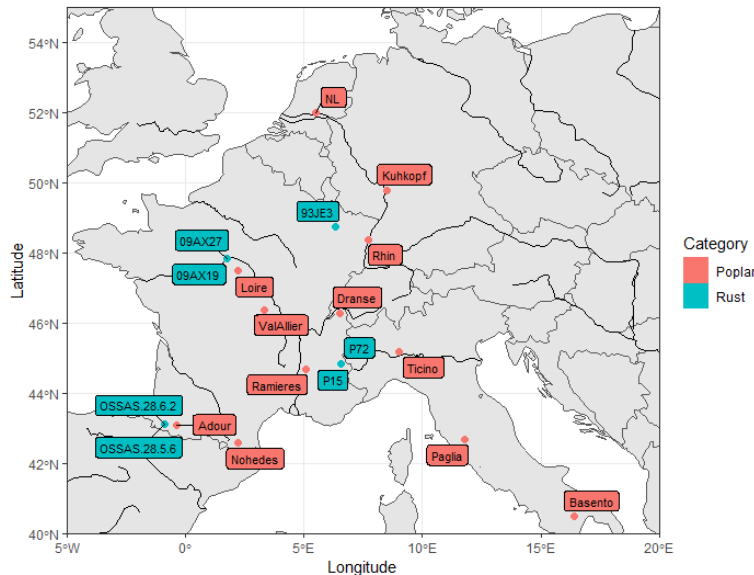 54°N
52°N
50°N
48°N
46°N
44°N
42°N
40°N
Latitude
NL
Kuhkopf
93JE3
09AX27
Rhin
09AX19
Loire
Dranse
ValAllier
P72
Ticino
Ramieres
P15
OSSAS.28.6.2
Adour
OSSAS.28.5.6
Nohedes
Paglia
Basento
5°W
0°
5°E
10°E
15°E
20°E
Longitude
Category
Poplar
Rust